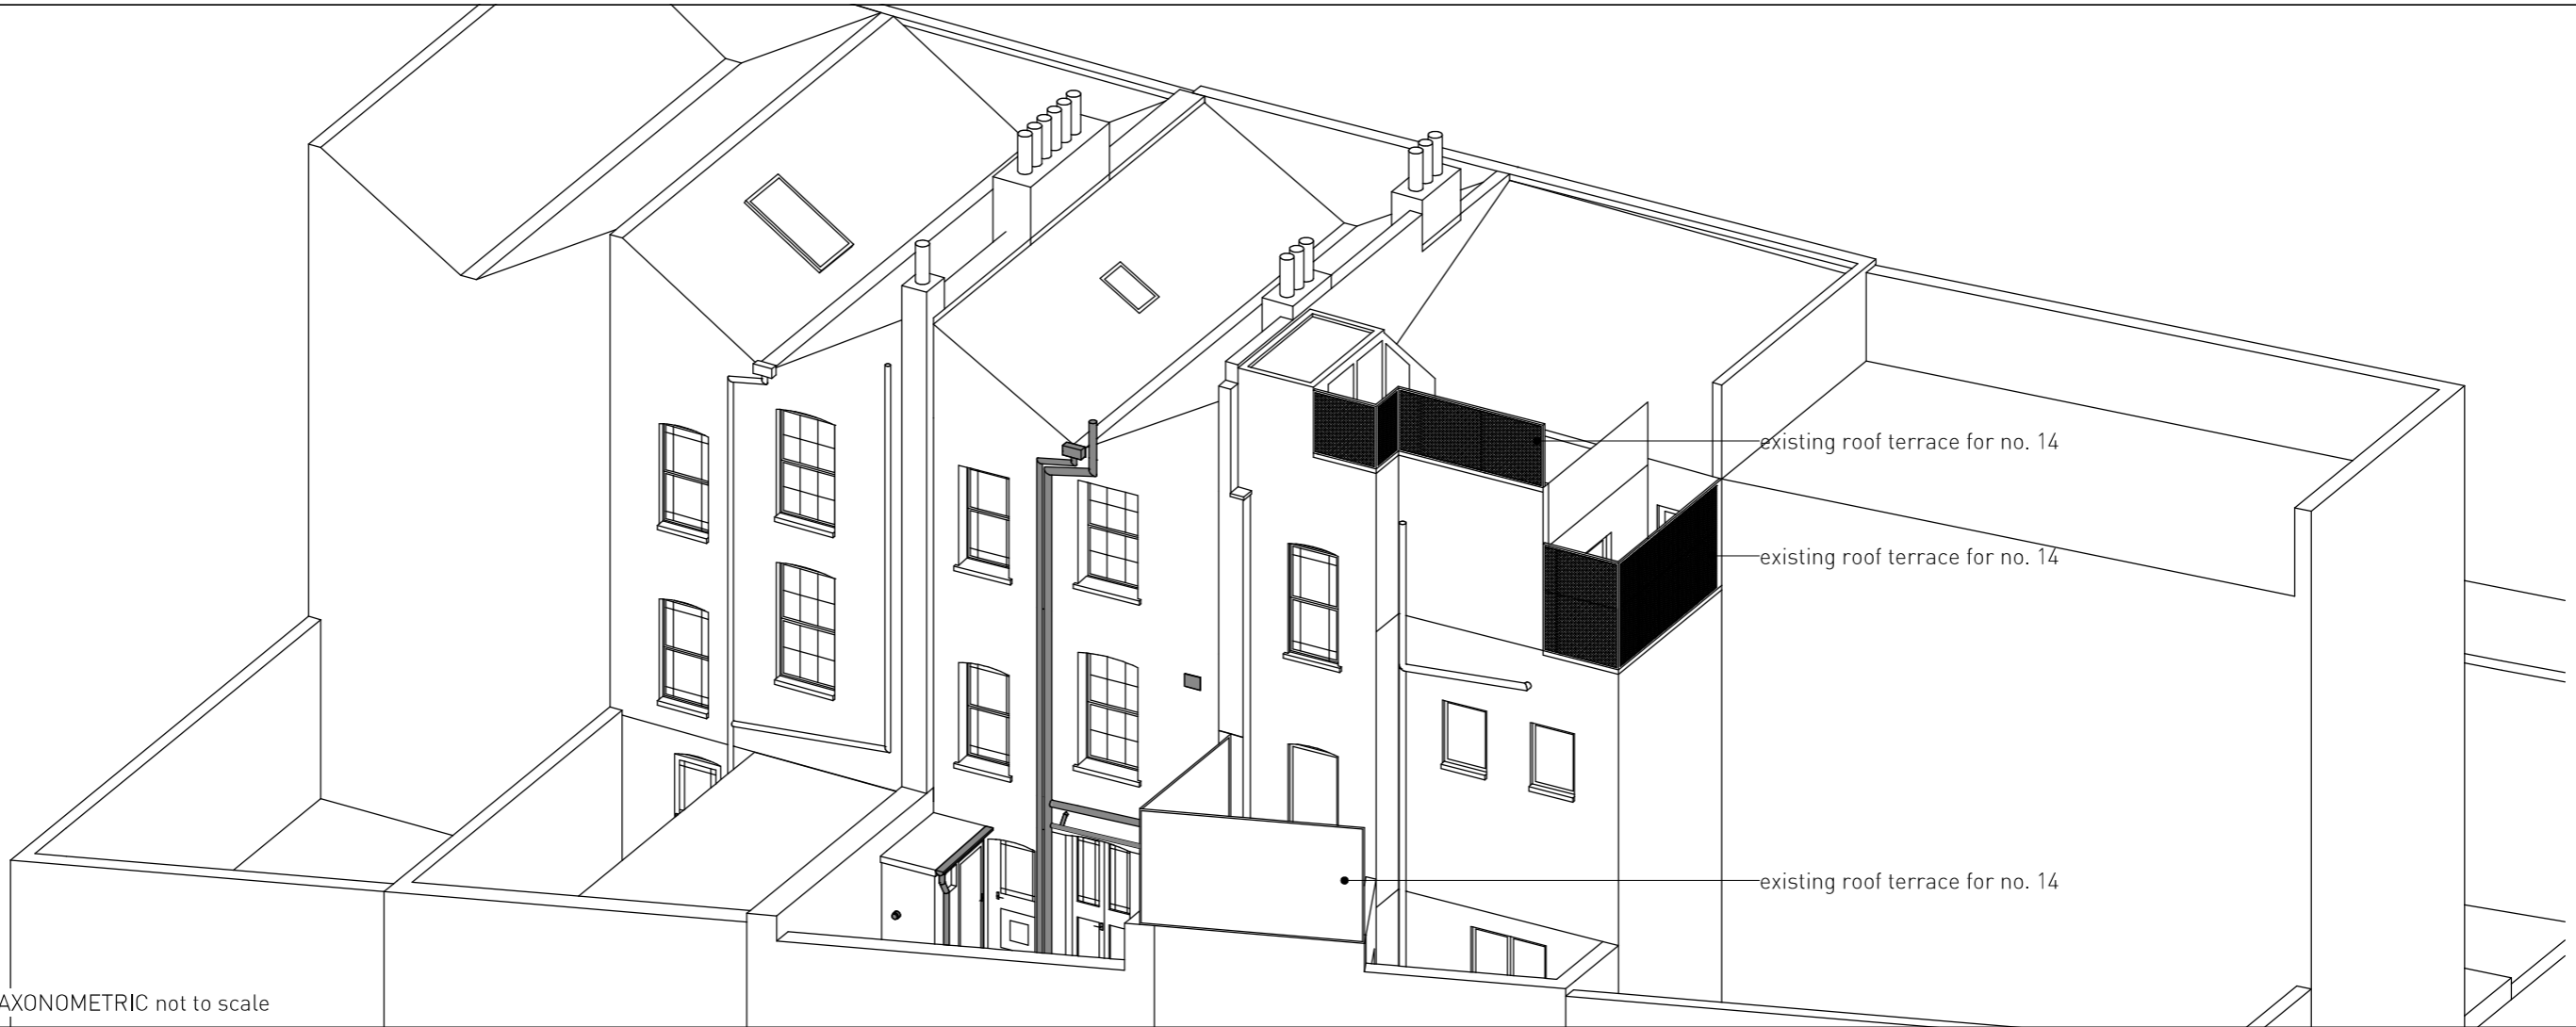 existing roof terrace for no. 14
existing roof terrace for no. 14
existing roof terrace for no. 14
AXONOMETRIC not to scale